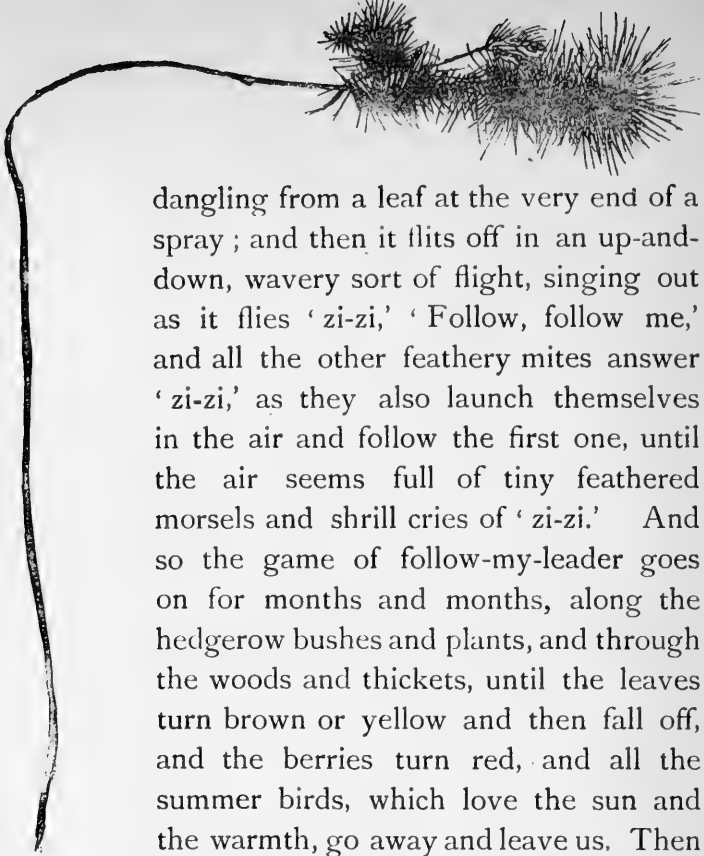 dangling from a leaf at the very end of a
spray ; and then it flits off in an up-and-
down, wavery sort of flight, singing out
as it flies ‘ zi-zi,’ ‘ Follow, follow me,’
and all the other feathery mites answer
‘ zi-zi,’ as they also launch themselves
in the air and follow the first one, until
the air seems full of tiny feathered
morsels and shrill cries of ‘ zi-zi.’ And
so the game of follow-my-leader goes
on for months and months, along the
hedgerow bushes and plants, and through
the woods and thickets, until the leaves
turn brown or yellow and then fall off,
and the berries turn red, and all the
summer birds, which love the sun and
the warmth, go away and leave us. Then